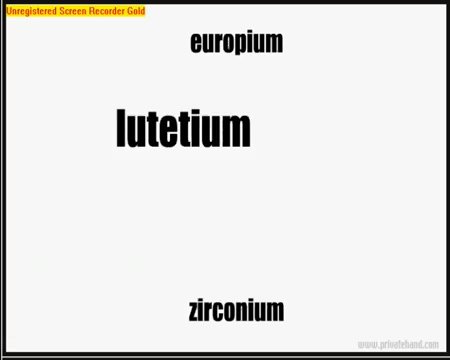 Unregistered Screen Recorder Gold
europium
lutetium
zirconium
www.privateband.com